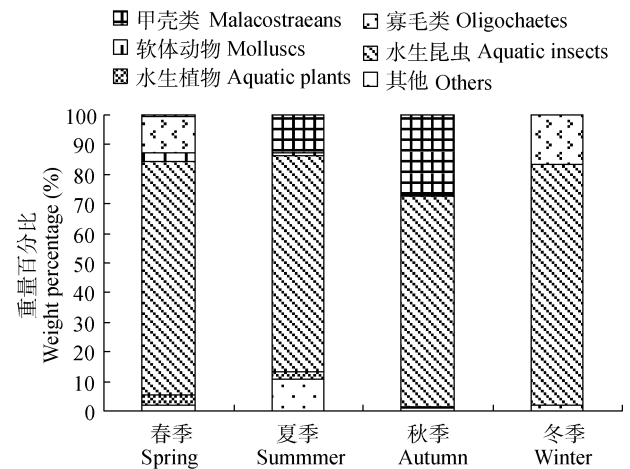 甲壳类 Malacostraeans
寡毛类 Oligochaetes
软体动物 Molluscs
水生昆虫 Aquatic insects
水生植物 Aquatic plants
其他 Others
重量百分比
Weight percentage (%)
100
90
80
70
60
50
40
30
20
10
0
春季 夏季 秋季 冬季
Spring Summmer Autumn Winter